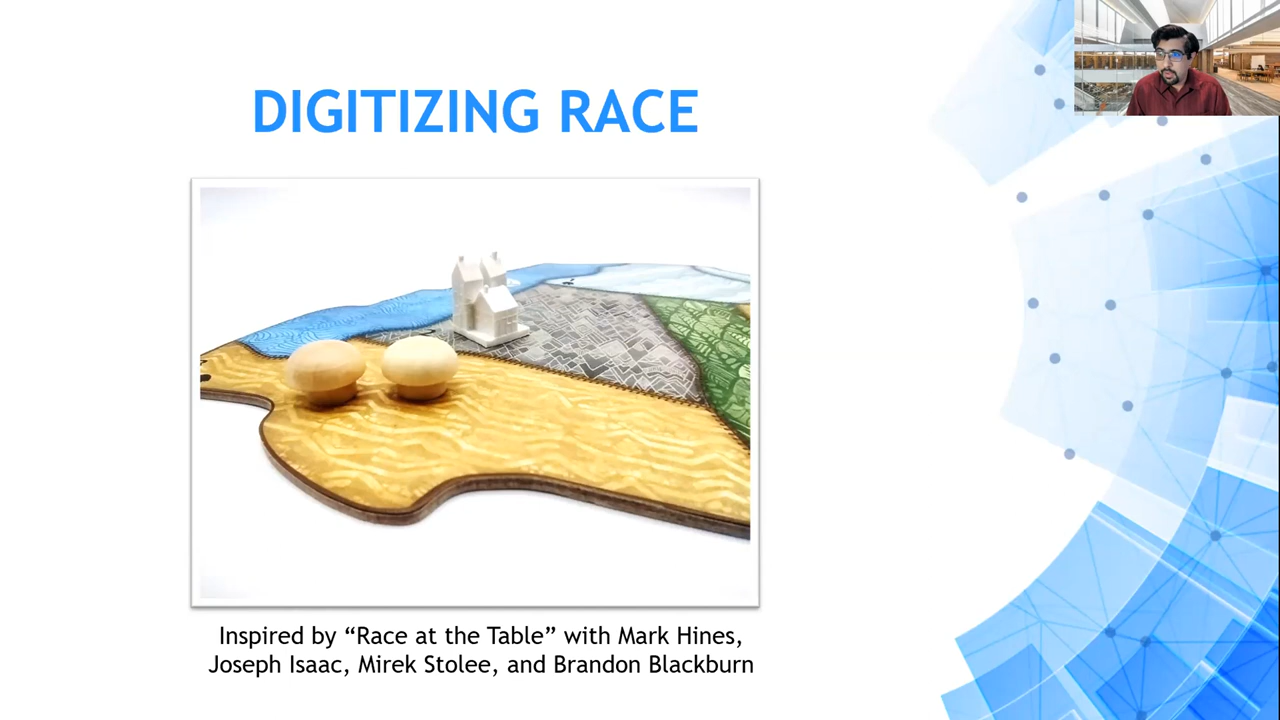 DIGITIZING RACE
Inspired by “Race at the Table” with Mark Hines,
Joseph Isaac, Mirek Stolee, and Brandon Blackburn